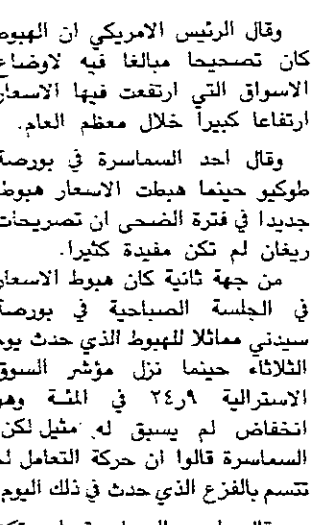 وقال الرئيس الامريكي ان الهبوط
كان تصحيحا مبالغا فيه لاوضاع
الاسواق التي ارتفعت فيها الاسعار
ارتفاعا كبيراً خلال معظم العام.
وقال احد السماسرة في بورصة
طوكيو حينما هبطت الاسعار هبوطا
جديدا في فترة الضحى ان تصريحات
ريغان لم تكن مفيدة كثيرا.
من جهة ثانية كان هبوط الاسعار
في الجلسة الصباحية في بورصة
سيدني مماثلا للهبوط الذي حدث يوم
الثلاثاء حينما نزل مؤشر السوق
الاسترالية ٢٤٫٩ في المئة وهو
انخفاض لم يسبق له مثيل لكن
السماسرة قالوا ان حركة التعامل لم
تتسم بالفزع الذي حدث في ذلك اليوم